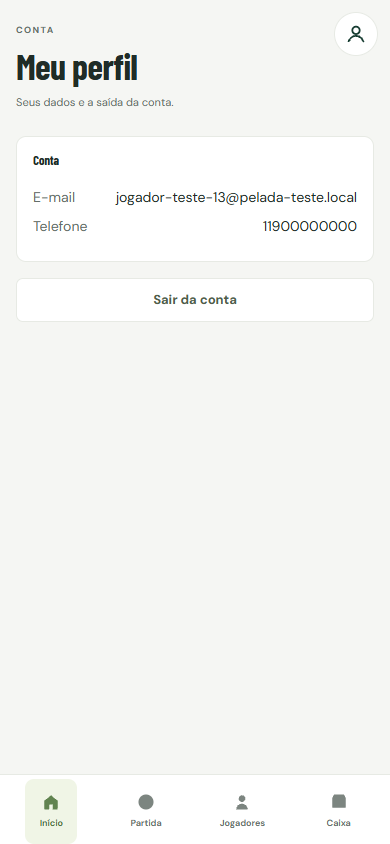 CONTA
Meu perfil
Seus dados e a saída da conta.
Conta
E-mail jogador-teste-13@pelada-teste.local
Telefone 11900000000
Sair da conta
Início Partida Jogadores Caixa